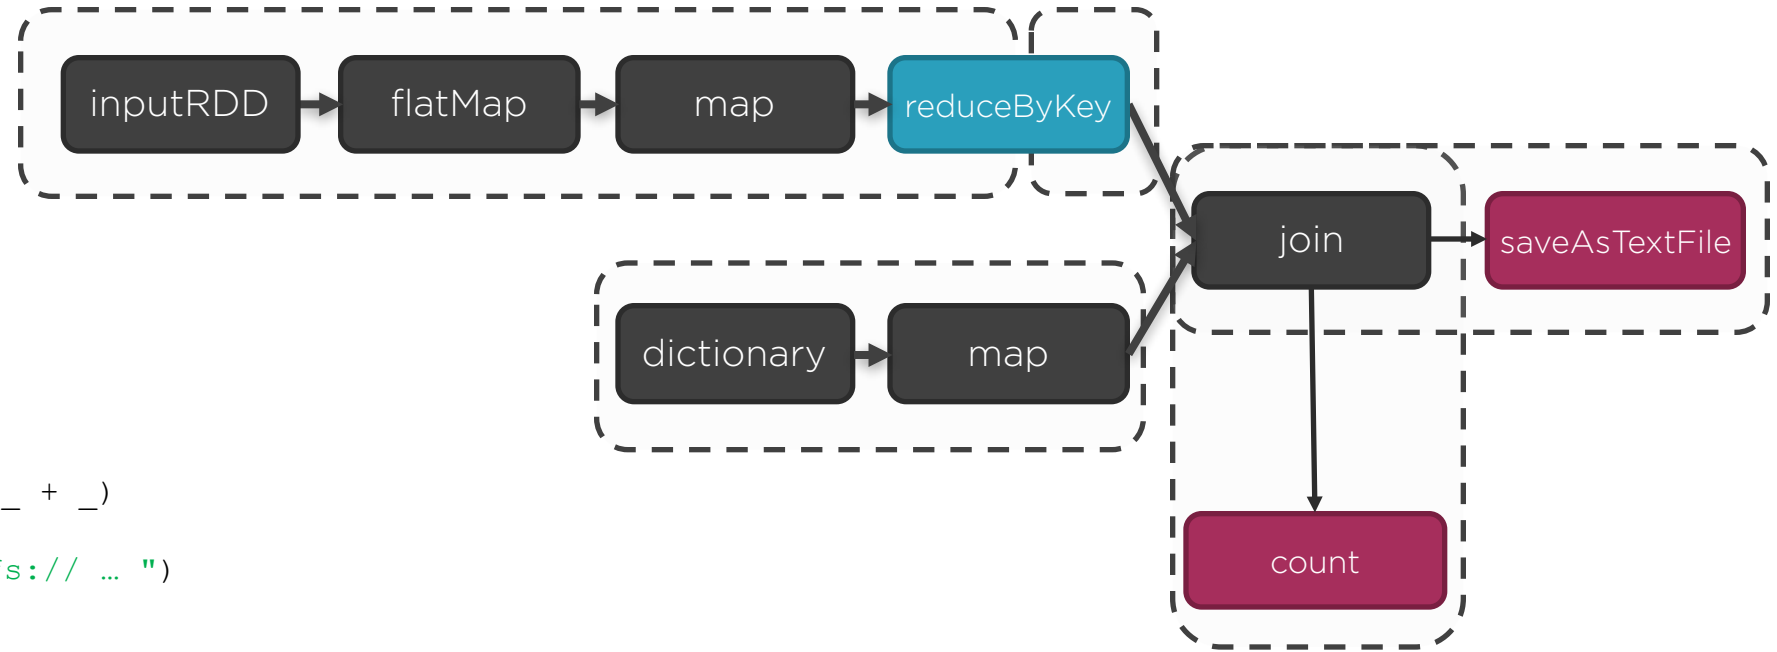 inputRDD
flatMap
map
reduceByKey
join
saveAsTextFile
dictionary
map
_ + _)
s:// … ")
count